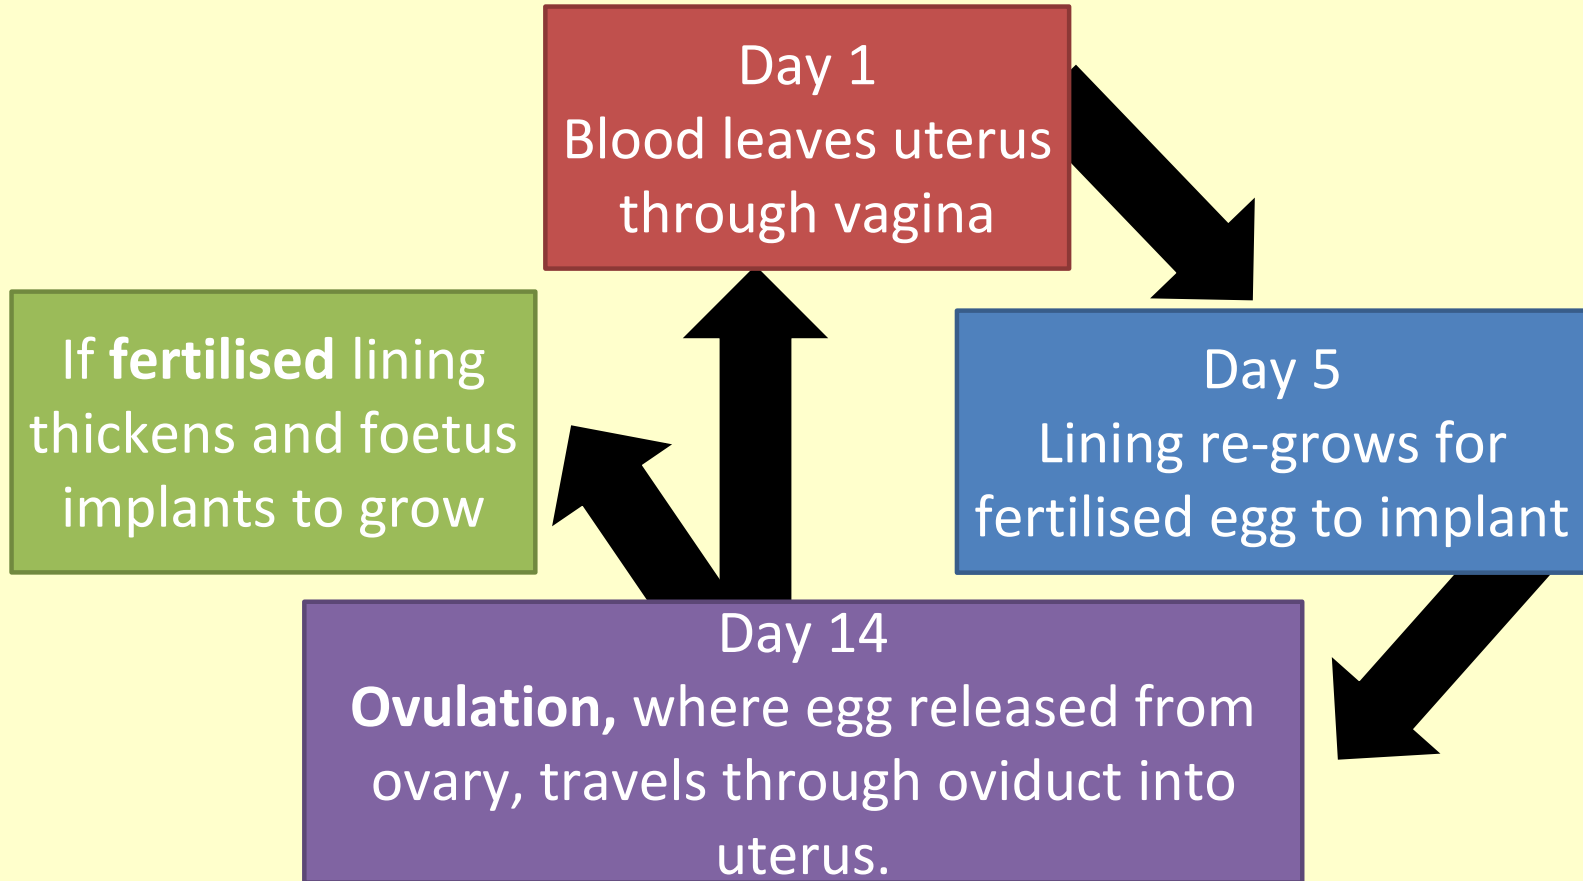 Day 1
Blood leaves uterus
through vagina
If fertilised lining
thickens and foetus
implants to grow
Day 5
Lining re-grows for
fertilised egg to implant
Day 14
Ovulation, where egg released from
ovary, travels through oviduct into
uterus.